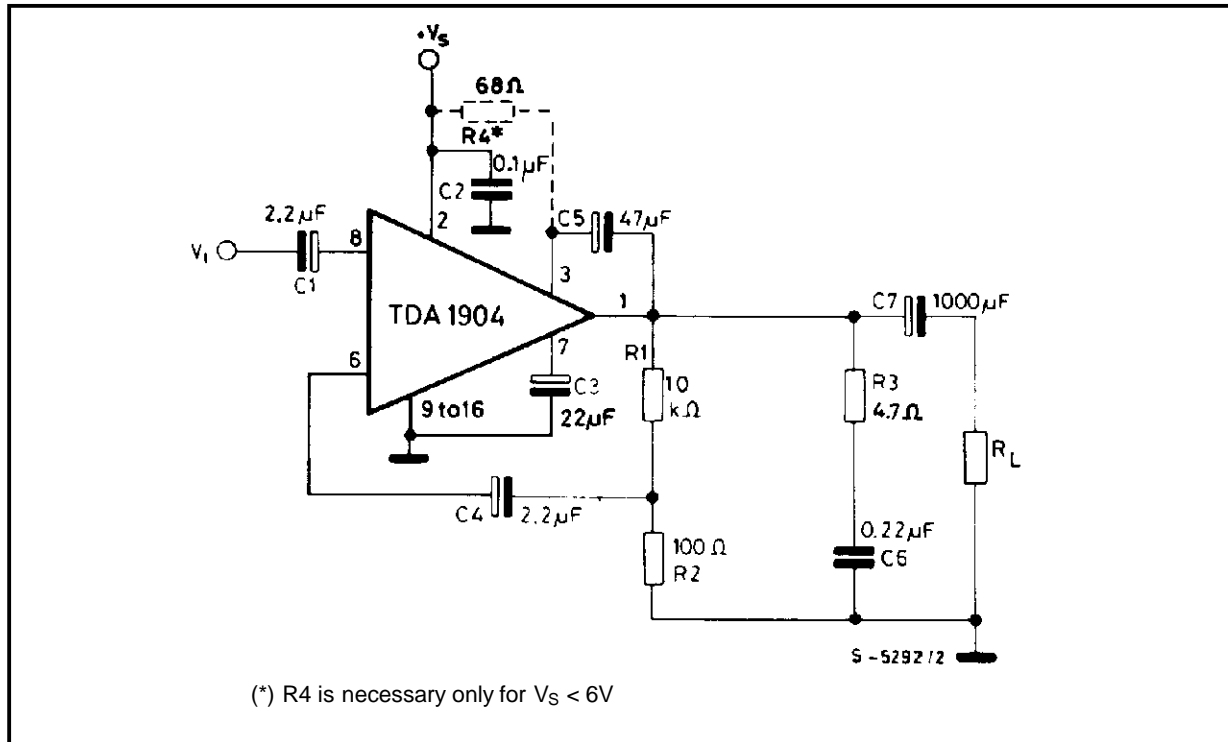 +Vs
68Ω
R4*
0.1µF
C2
2
2.2µF
C5
47µF
8
VI
C1
3
TDA 1904
1
C7
1000µF
7
R1
6
10
kΩ
C3
R3
4.7Ω
9 to16
22µF
RL
C4
2.2µF
0.22µF
100Ω
R2
C6
S-5292/2
(*) R4 is necessary only for VS < 6V